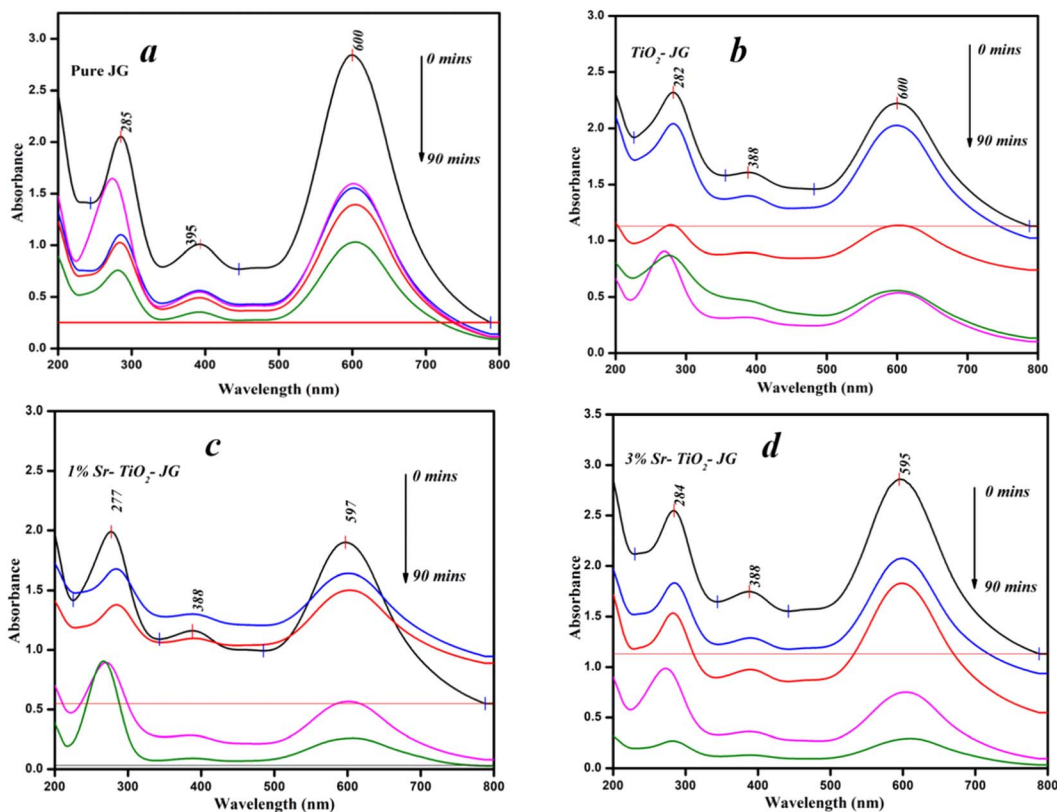 a
Pure JG
285
395
600
0 mins
90 mins
3.0
2.5
2.0
1.5
1.0
0.5
0.0
Absorbance
200 300 400 500 600 700 800
Wavelength (nm)
b
TiO2- JG
282
388
600
0 mins
90 mins
3.0
2.5
2.0
1.5
1.0
0.5
0.0
Absorbance
200 300 400 500 600 700 800
Wavelength (nm)
c
1% Sr- TiO2- JG
277
388
597
0 mins
90 mins
3.0
2.5
2.0
1.5
1.0
0.5
0.0
Absorbance
200 300 400 500 600 700 800
Wavelength (nm)
d
3% Sr- TiO2- JG
284
388
595
0 mins
90 mins
3.5
3.0
2.5
2.0
1.5
1.0
0.5
0.0
Absorbance
200 300 400 500 600 700 800
Wavelength (nm)